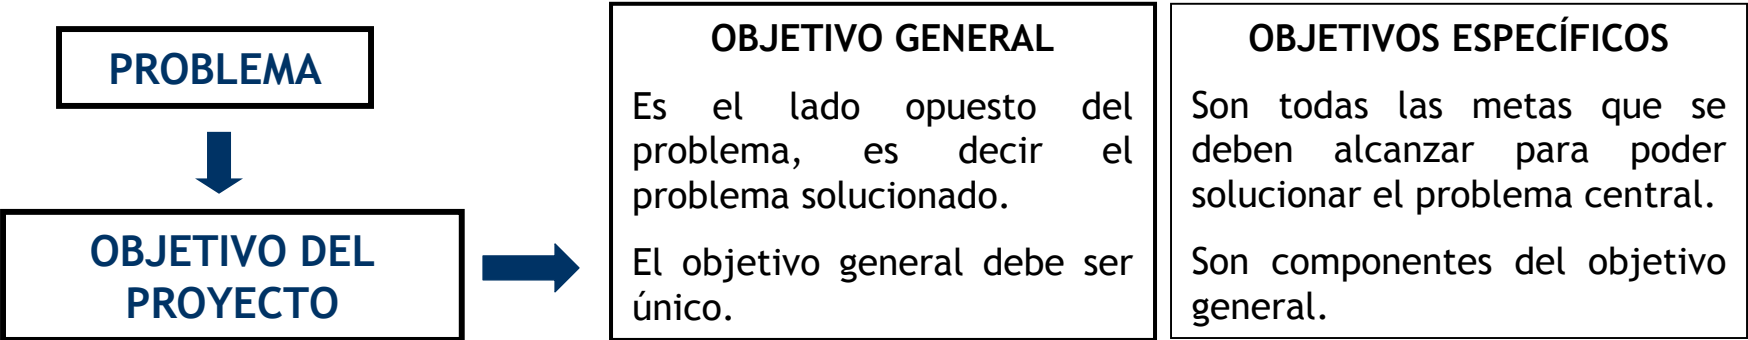 PROBLEMA
OBJETIVO DEL
PROYECTO
OBJETIVO GENERAL
Es el lado opuesto del
problema, es decir el
problema solucionado.
El objetivo general debe ser
único.
OBJETIVOS ESPECÍFICOS
Son todas las metas que se
deben alcanzar para poder
solucionar el problema central.
Son componentes del objetivo
general.